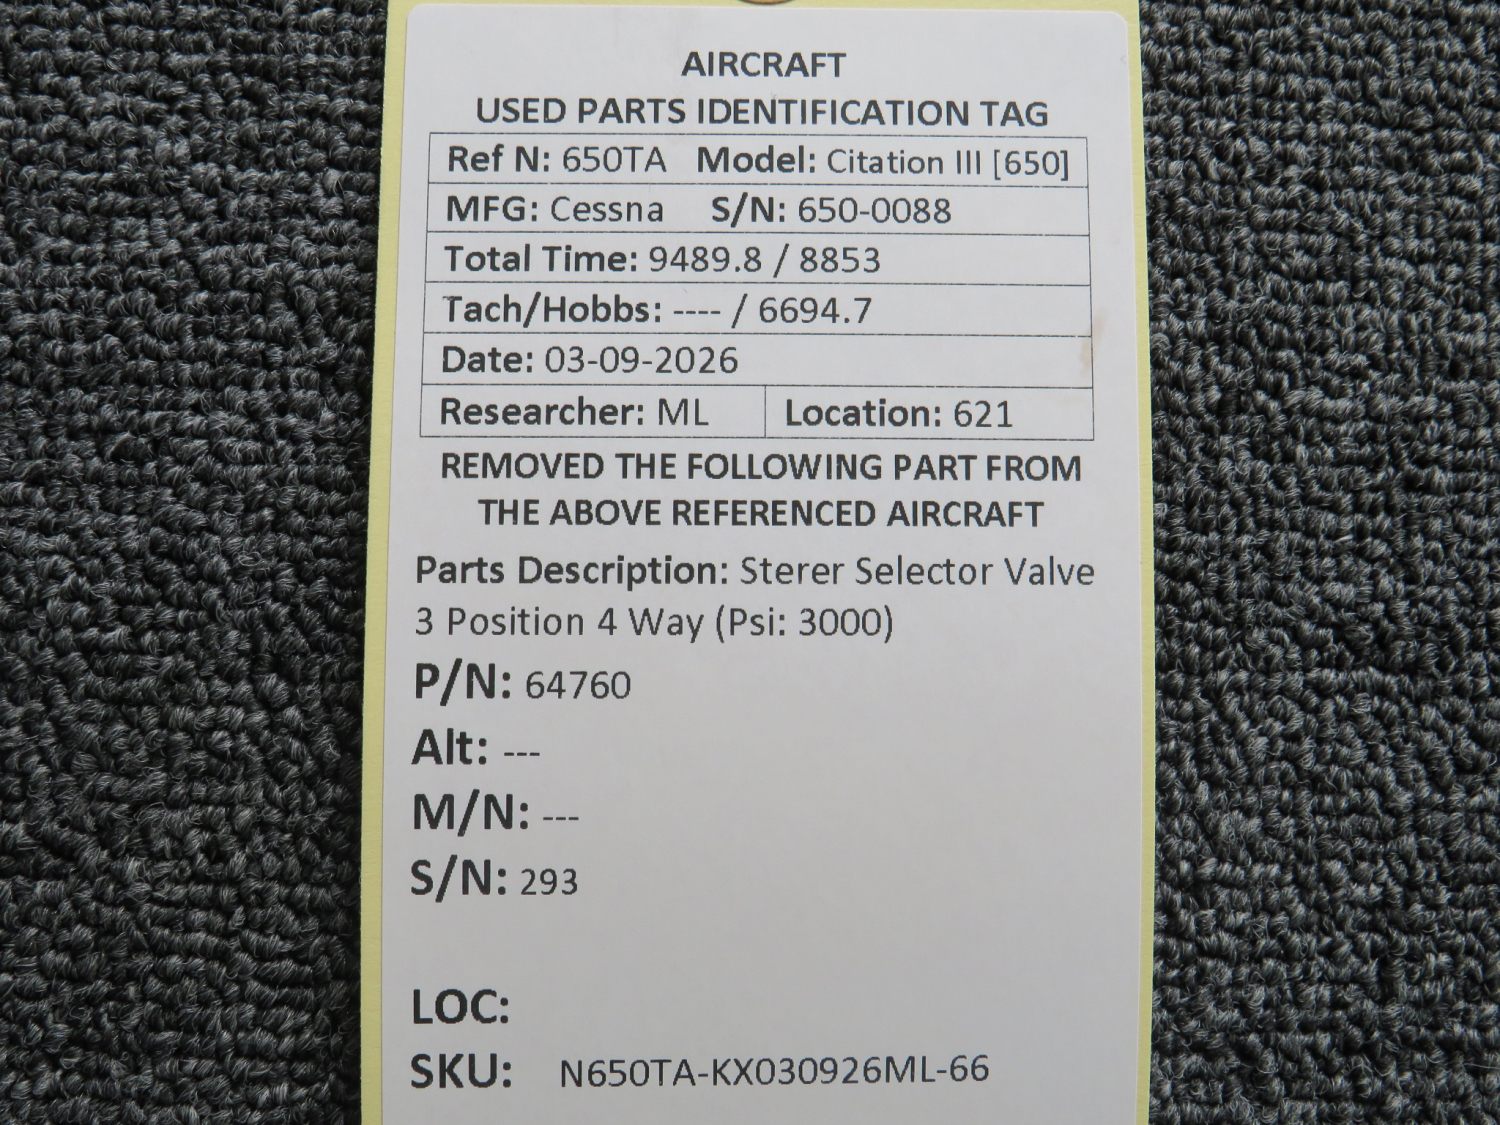 AIRCRAFT
USED PARTS IDENTIFICATION TAG
Ref N: 650TA Model: Citation III [650]
MFG: Cessna S/N: 650-0088
Total Time: 9489.8 / 8853
Tach/Hobbs: ---- / 6694.7
Date: 03-09-2026
Researcher: ML Location: 621
REMOVED THE FOLLOWING PART FROM
THE ABOVE REFERENCED AIRCRAFT
Parts Description: Sterer Selector Valve
3 Position 4 Way (Psi: 3000)
P/N: 64760
Alt: ---
M/N: ---
S/N: 293
LOC:
SKU: N650TA-KX030926ML-66